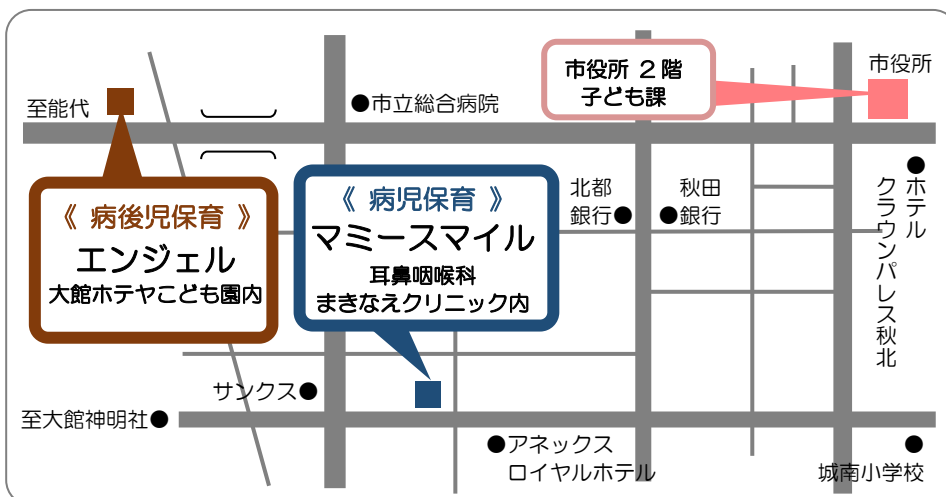 市役所 2階
子ども課
市役所
至能代
●市立総合病院
《 病後児保育 》
エンジェル
大館ホテヤこども園内
《 病児保育 》
マミースマイル
耳鼻咽喉科
まきなえクリニック内
北都
銀行●
秋田
●銀行
●ホテル
クラウンパレス秋北
サンクス●
至大館神明社●
●アネックス
ロイヤルホテル
●
城南小学校